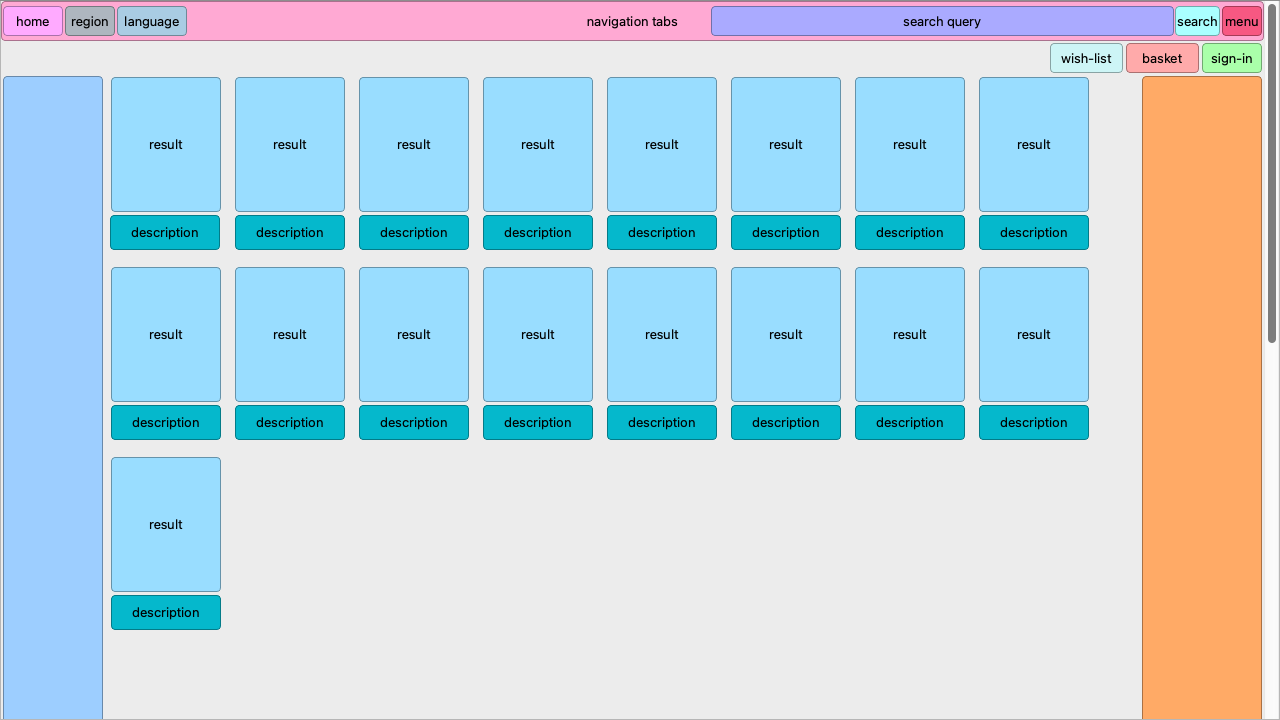 home region language navigation tabs search query search menu
wish-list basket sign-in
result result result result result result result result
description description description description description description description description
result result result result result result result result
description description description description description description description description
result
description